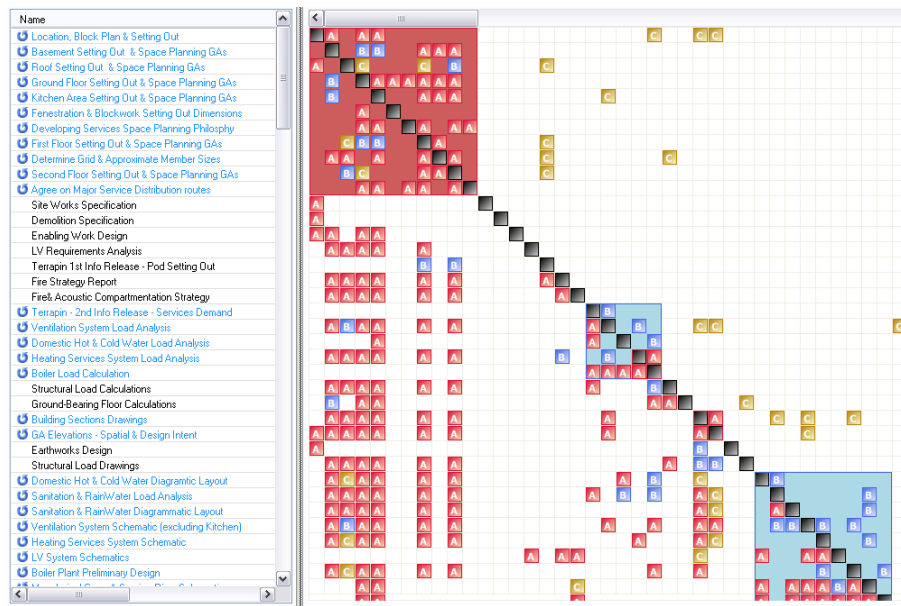 Name
Location, Block Plan & Setting Out A A A C C C
Basement Setting Out & Space Planning GAs B B A A A
Roof Setting Out & Space Planning GAs A C C B C
Ground Floor Setting Out & Space Planning GAs B A A A A A A
Kitchen Area Setting Out & Space Planning GAs B A A A C
Fenestration & Blockwork Setting Out Dimensions A
Developing Services Space Planning Philosphy A A A A A
First Floor Setting Out & Space Planning GAs C B B A A C
Determine Grid & Approximate Member Sizes A A A A A C C
Second Floor Setting Out & Space Planning GAs B C A A C
Agree on Major Service Distribution routes A A A A A
Site Works Specification A
Demolition Specification A
Enabling Work Design A A A A
LV Requirements Analysis A A A A A
Terrapin 1st Info Release - Pod Setting Out B B
Fire Strategy Report A A A A A A A
Fire& Acoustic Compartmentation Strategy A A A A A A A
Terrapin - 2nd Info Release - Services Demand B
Ventilation System Load Analysis A B A A A A A B C C C
Domestic Hot & Cold Water Load Analysis A A B
Heating Services System Load Analysis A A A A A A B B A
Boiler Load Calculation A A A A
Structural Load Calculations A A A A A A A B
Ground-Bearing Floor Calculations B A A A A A A C
Building Sections Drawings A A A A A A A A C C C
GA Elevations - Spatial & Design Intent A A A A A A A A A C
Earthworks Design A B
Structural Load Drawings A A A A A A A B B
Domestic Hot & Cold Water Diagramtic Layout A C A A A A A B A C B
Sanitation & RainWater Load Analysis A A A A A A A B B A C B
Sanitation & RainWater Diagrammatic Layout A A A A A A A C A B
Ventilation System Schematic (excluding Kitchen) A B A A A A A A A C B B B B
Heating Services System Schematic A C A A A A A A C B
LV System Schematics A A A C A A A
Boiler Plant Preliminary Design A C A A A A A A C B B